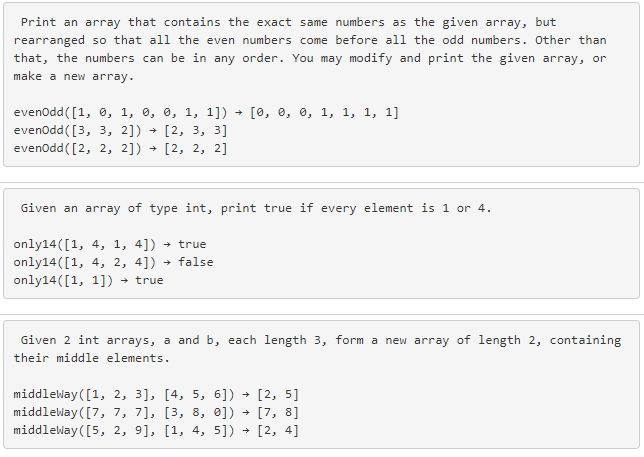 Print an array that contains the exact same numbers as the given array, but
rearranged so that all the even numbers come before all the odd numbers. Other than
that, the numbers can be in any order. You may modify and print the given array, or
make a new array.
evenOdd([1, 0, 1, 0, 0, 1, 1]) → [0, 0, 0, 1, 1, 1, 1]
evenOdd([3, 3, 2]) → [2, 3, 3]
evenOdd([2, 2, 2]) → [2, 2, 2]
Given an array of type int, print true if every element is 1 or 4.
only14([1, 4, 1, 4]) → true
only14([1, 4, 2, 4]) → false
only14([1, 1]) → true
Given 2 int arrays, a and b, each length 3, form a new array of length 2, containing
their middle elements.
middleWay([1, 2, 3], [4, 5, 6]) → [2, 5]
middleWay([7, 7, 7], [3, 8, 0]) → [7, 8]
middleWay([5, 2, 9], [1, 4, 5]) → [2, 4]